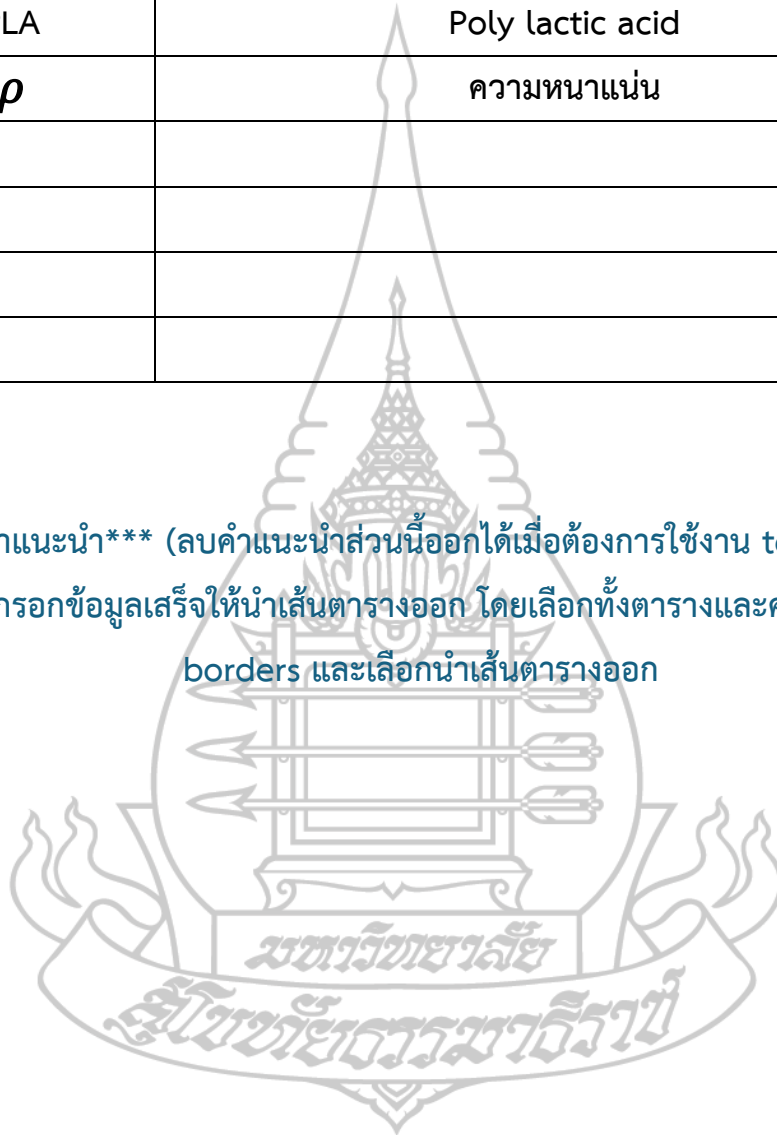 LA Poly lactic acid
ρ ความหนาแน่น
าแนะนำ*** (ลบคำแนะนำส่วนนี้ออกได้เมื่อต้องการใช้งาน te
กรอกข้อมูลเสร็จให้นำเส้นตารางออก โดยเลือกทั้งตารางและค
borders และเลือกนำเส้นตารางออก
มหาวิทยาลัย
สุโขทัยธรรมาธิราช